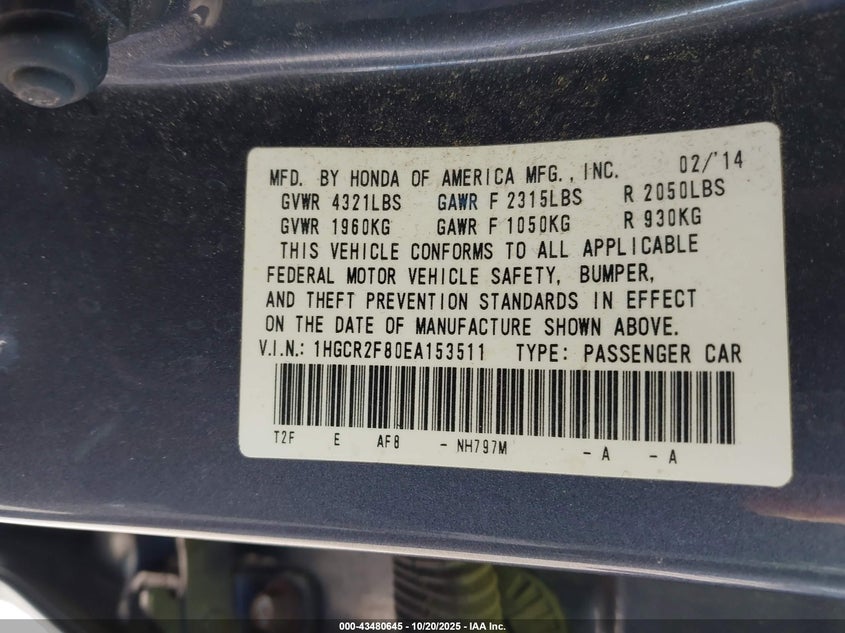 MFD. BY HONDA OF AMERICA MFG., INC. 02/'14
GVWR 4321LBS GAWR F 2315LBS R 2050LBS
GVWR 1960KG GAWR F 1050KG R 930KG
THIS VEHICLE CONFORMS TO ALL APPLICABLE
FEDERAL MOTOR VEHICLE SAFETY, BUMPER,
AND THEFT PREVENTION STANDARDS IN EFFECT
ON THE DATE OF MANUFACTURE SHOWN ABOVE.
V.I.N.: 1HGCR2F80EA153511 TYPE: PASSENGER CAR
T2F E AF8 - NH797M - A - A
000-43480645 - 10/20/2025 - IAA Inc.